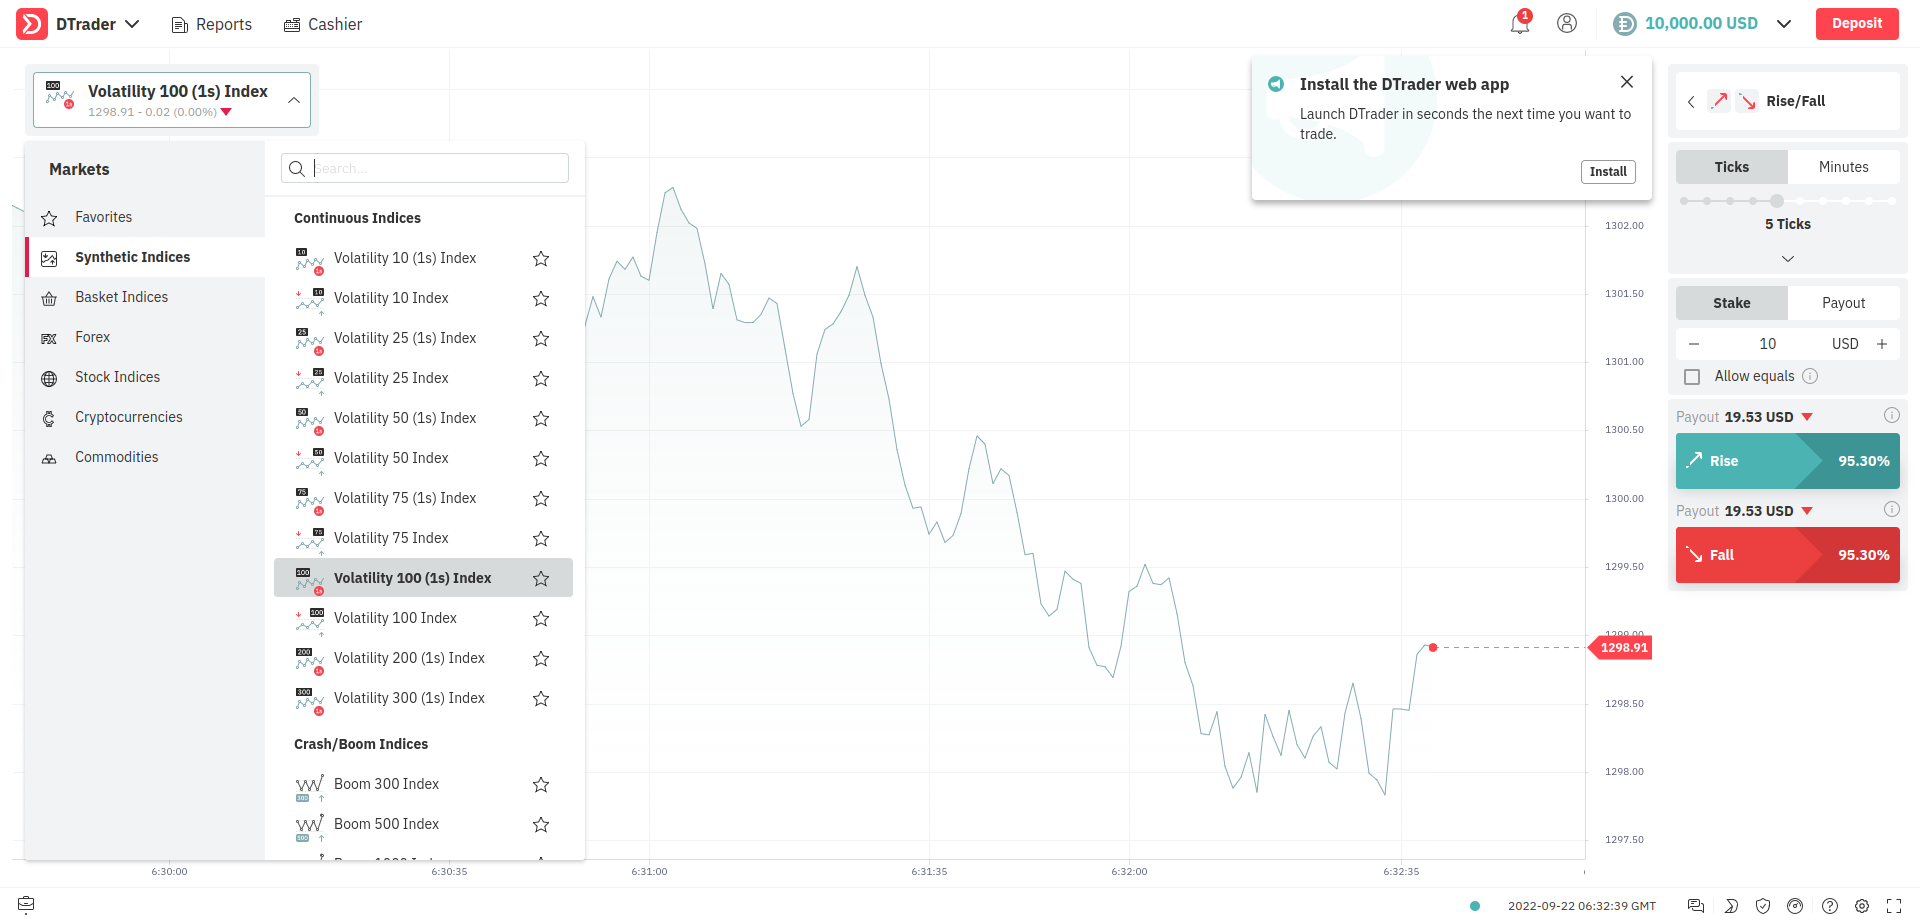 DTrader
Reports
Cashier
1
10,000.00 USD
Deposit
100
1s
Volatility 100 (1s) Index
1298.91 - 0.02 (0.00%)
Install the DTrader web app
Launch DTrader in seconds the next time you want to
trade.
Install
Markets
Favorites
Synthetic Indices
Basket Indices
Forex
Stock Indices
Cryptocurrencies
Commodities
Search...
Continuous Indices
Volatility 10 (1s) Index
Volatility 10 Index
Volatility 25 (1s) Index
Volatility 25 Index
Volatility 50 (1s) Index
Volatility 50 Index
Volatility 75 (1s) Index
Volatility 75 Index
Volatility 100 (1s) Index
Volatility 100 Index
Volatility 200 (1s) Index
Volatility 300 (1s) Index
Crash/Boom Indices
Boom 300 Index
Boom 500 Index
1302.00
1301.50
1301.00
1300.50
1300.00
1299.50
1299.00
1298.91
1298.50
1298.00
1297.50
6:30:00
6:30:35
6:31:00
6:31:35
6:32:00
6:32:35
Rise/Fall
Ticks
Minutes
5 Ticks
Stake
Payout
10
USD
Allow equals
Payout 19.53 USD
Rise
95.30%
Payout 19.53 USD
Fall
95.30%
2022-09-22 06:32:39 GMT